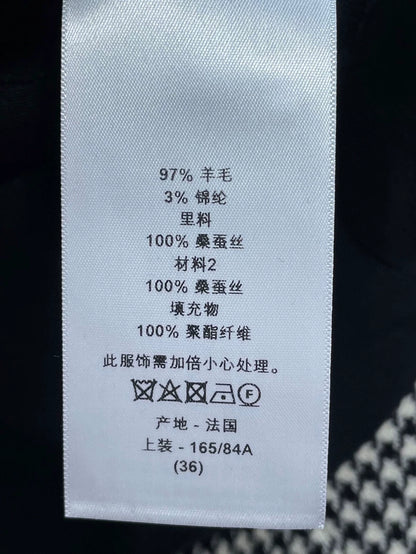 97% 羊毛
3% 锦纶
里料
100% 桑蚕丝
材料2
100% 桑蚕丝
填充物
100% 聚酯纤维
此服饰需加倍小心处理。
F
产地 - 法国
上装 - 165/84A
(36)